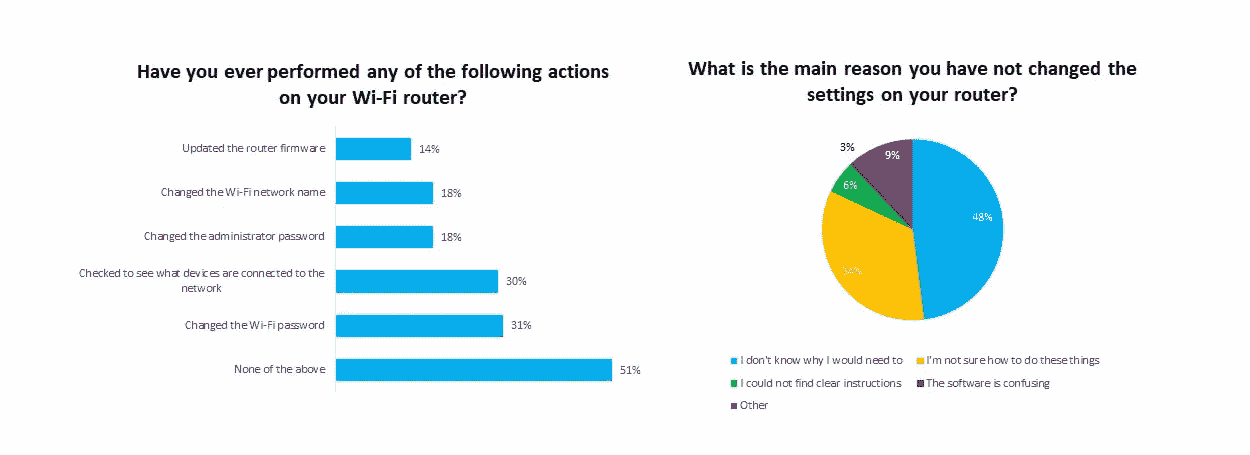 Have you ever performed any of the following actions
on your Wi-Fi router?
Updated the router firmware
14%
Changed the Wi-Fi network name
18%
Changed the administrator password
18%
Checked to see what devices are connected to the
network
30%
Changed the Wi-Fi password
31%
None of the above
51%
What is the main reason you have not changed the
settings on your router?
3%
9%
6%
48%
I don't know why I would need to
I'm not sure how to do these things
I could not find clear instructions
The software is confusing
Other